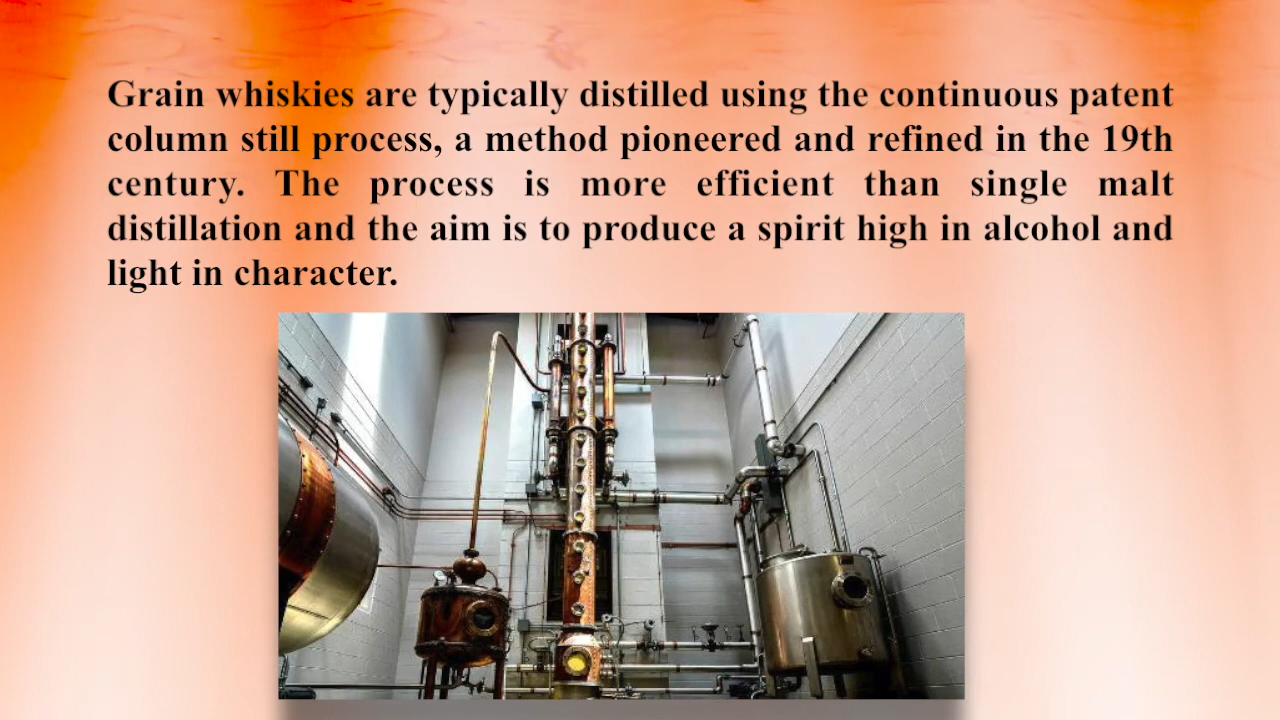 Grain whiskies are typically distilled using the continuous patent
column still process, a method pioneered and refined in the 19th
century. The process is more efficient than single malt
distillation and the aim is to produce a spirit high in alcohol and
light in character.